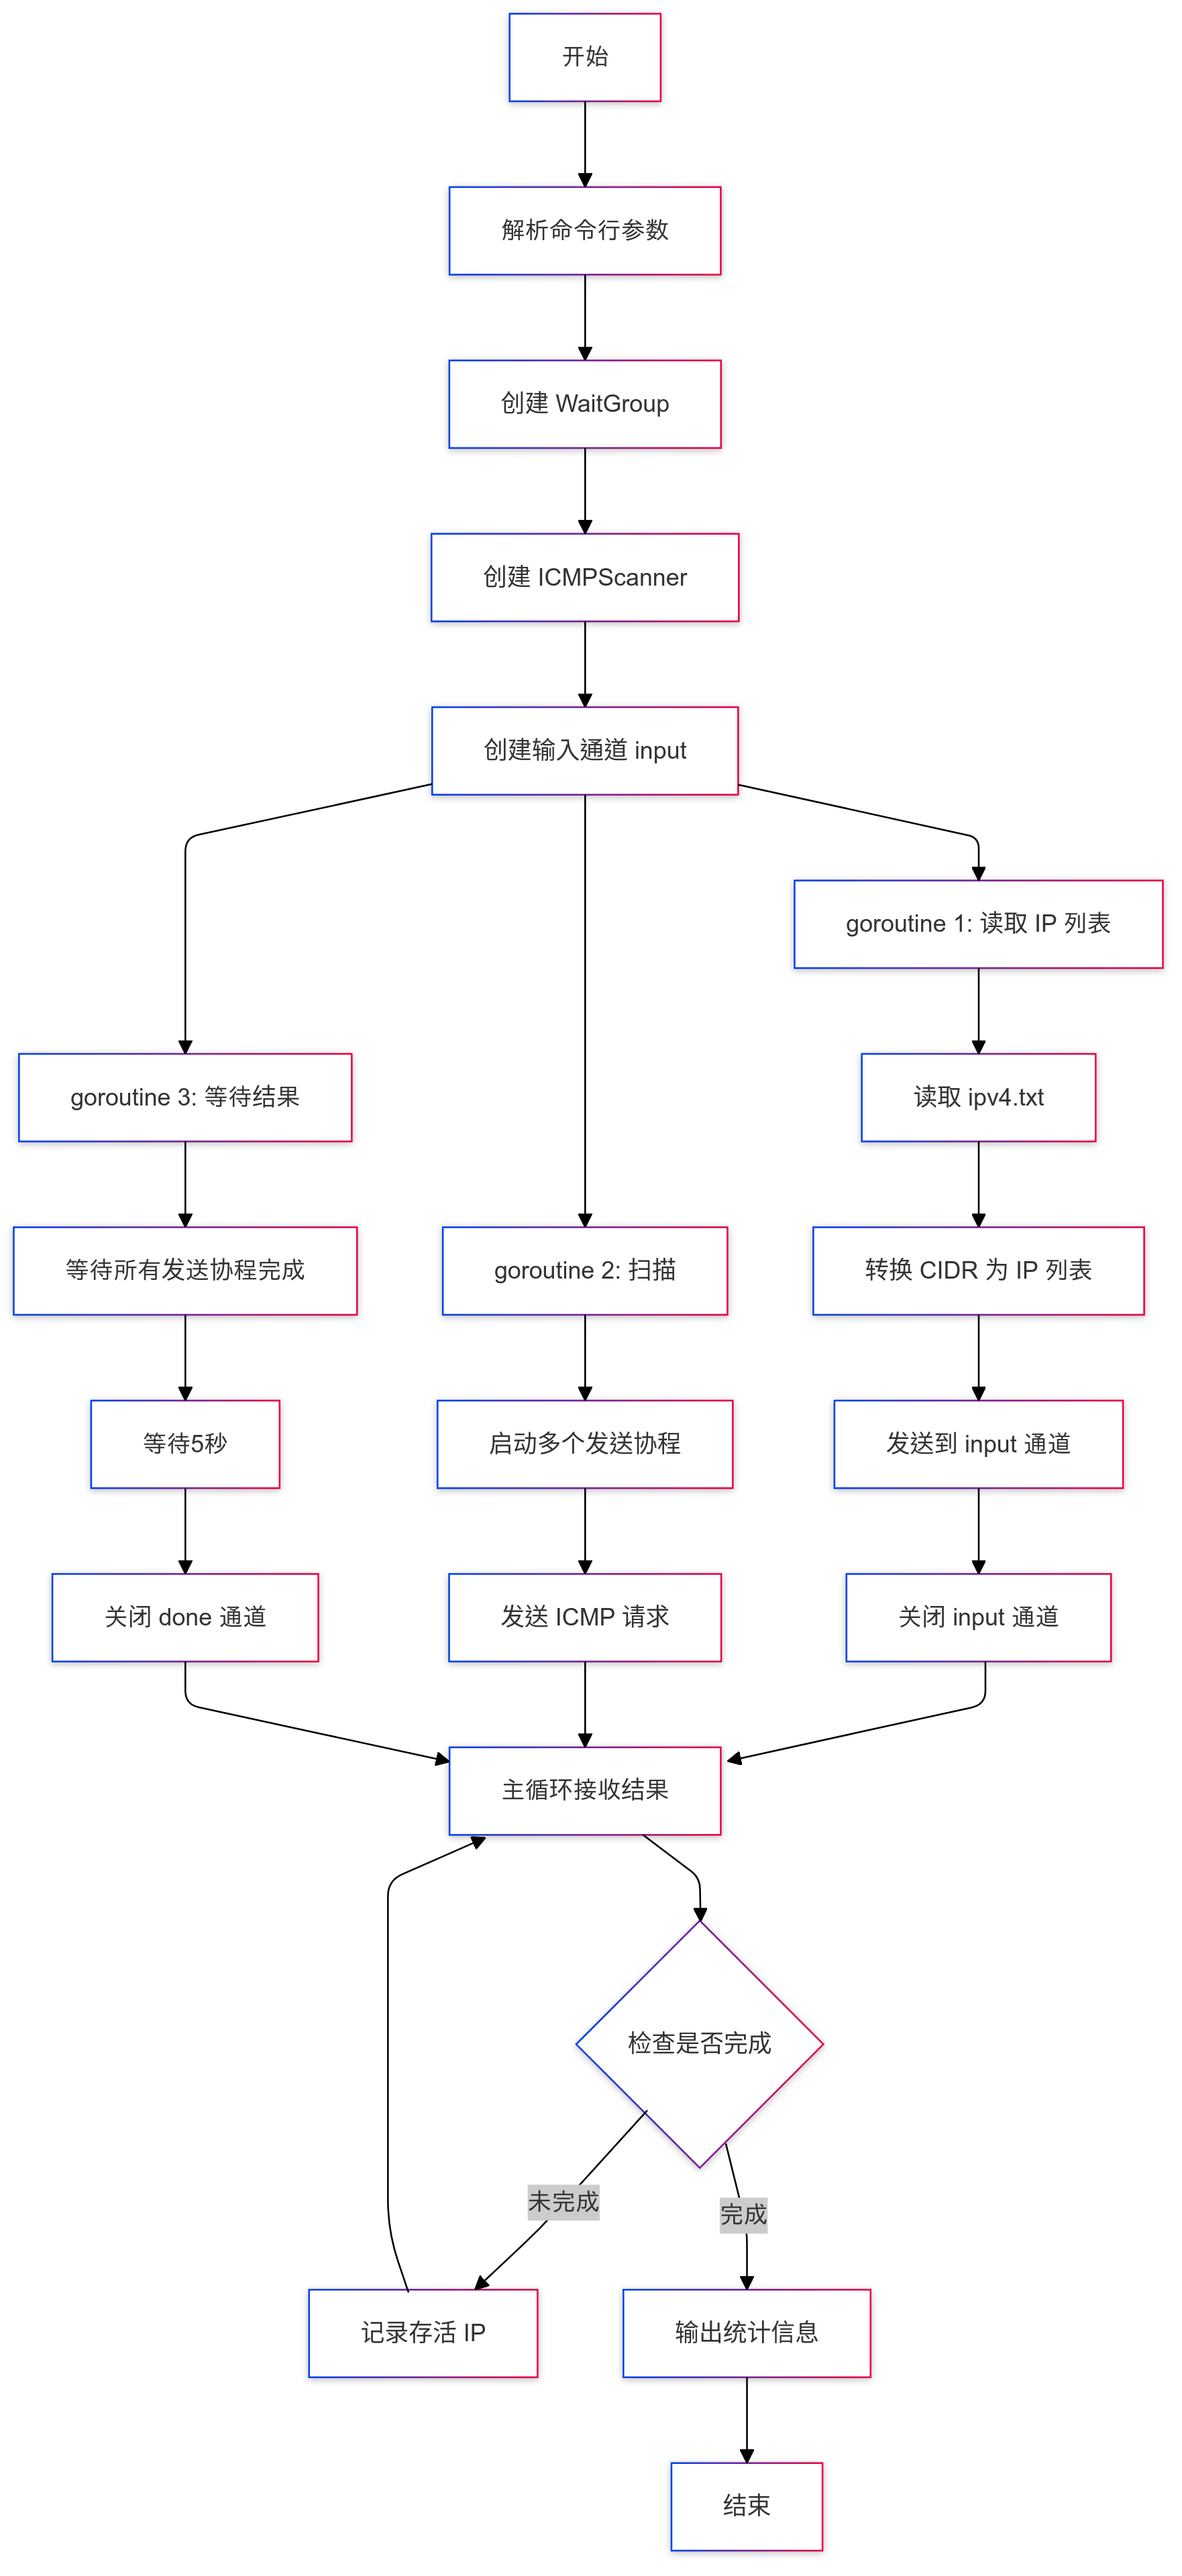 开始
解析命令行参数
创建 WaitGroup
创建 ICMPScanner
创建输入通道 input
goroutine 1: 读取 IP 列表
goroutine 3: 等待结果
读取 ipv4.txt
等待所有发送协程完成
goroutine 2: 扫描
转换 CIDR 为 IP 列表
等待5秒
启动多个发送协程
发送到 input 通道
关闭 done 通道
发送 ICMP 请求
关闭 input 通道
主循环接收结果
检查是否完成
未完成
完成
记录存活 IP
输出统计信息
结束